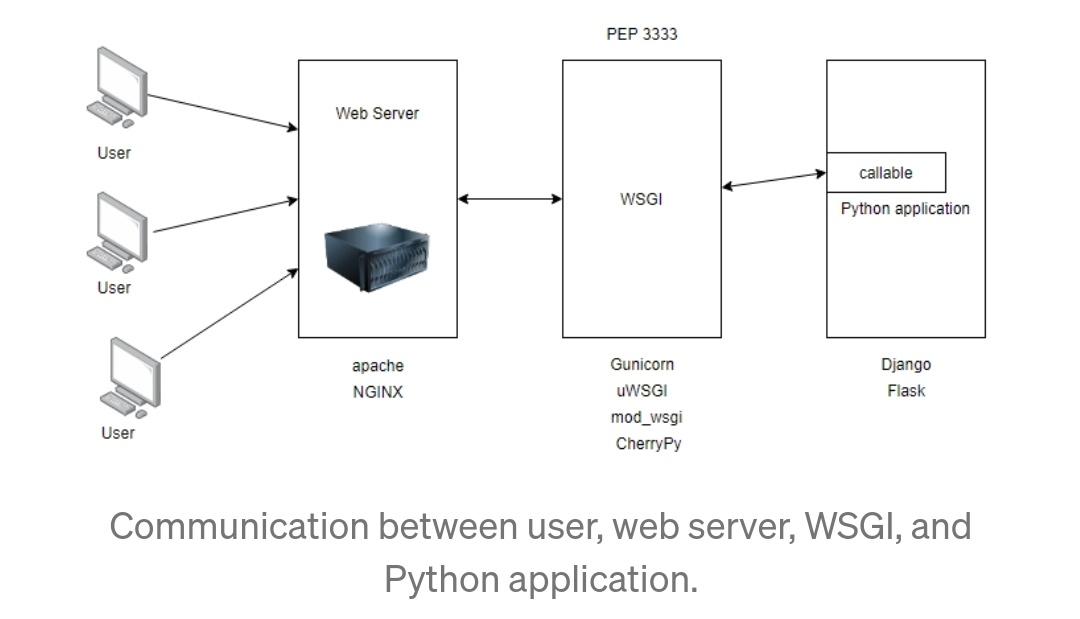 PEP 3333
Web Server
User
User
User
WSGI
callable
Python application
apache
NGINX
Gunicorn
uWSGI
mod_wsgi
CherryPy
Django
Flask
Communication between user, web server, WSGI, and
Python application.